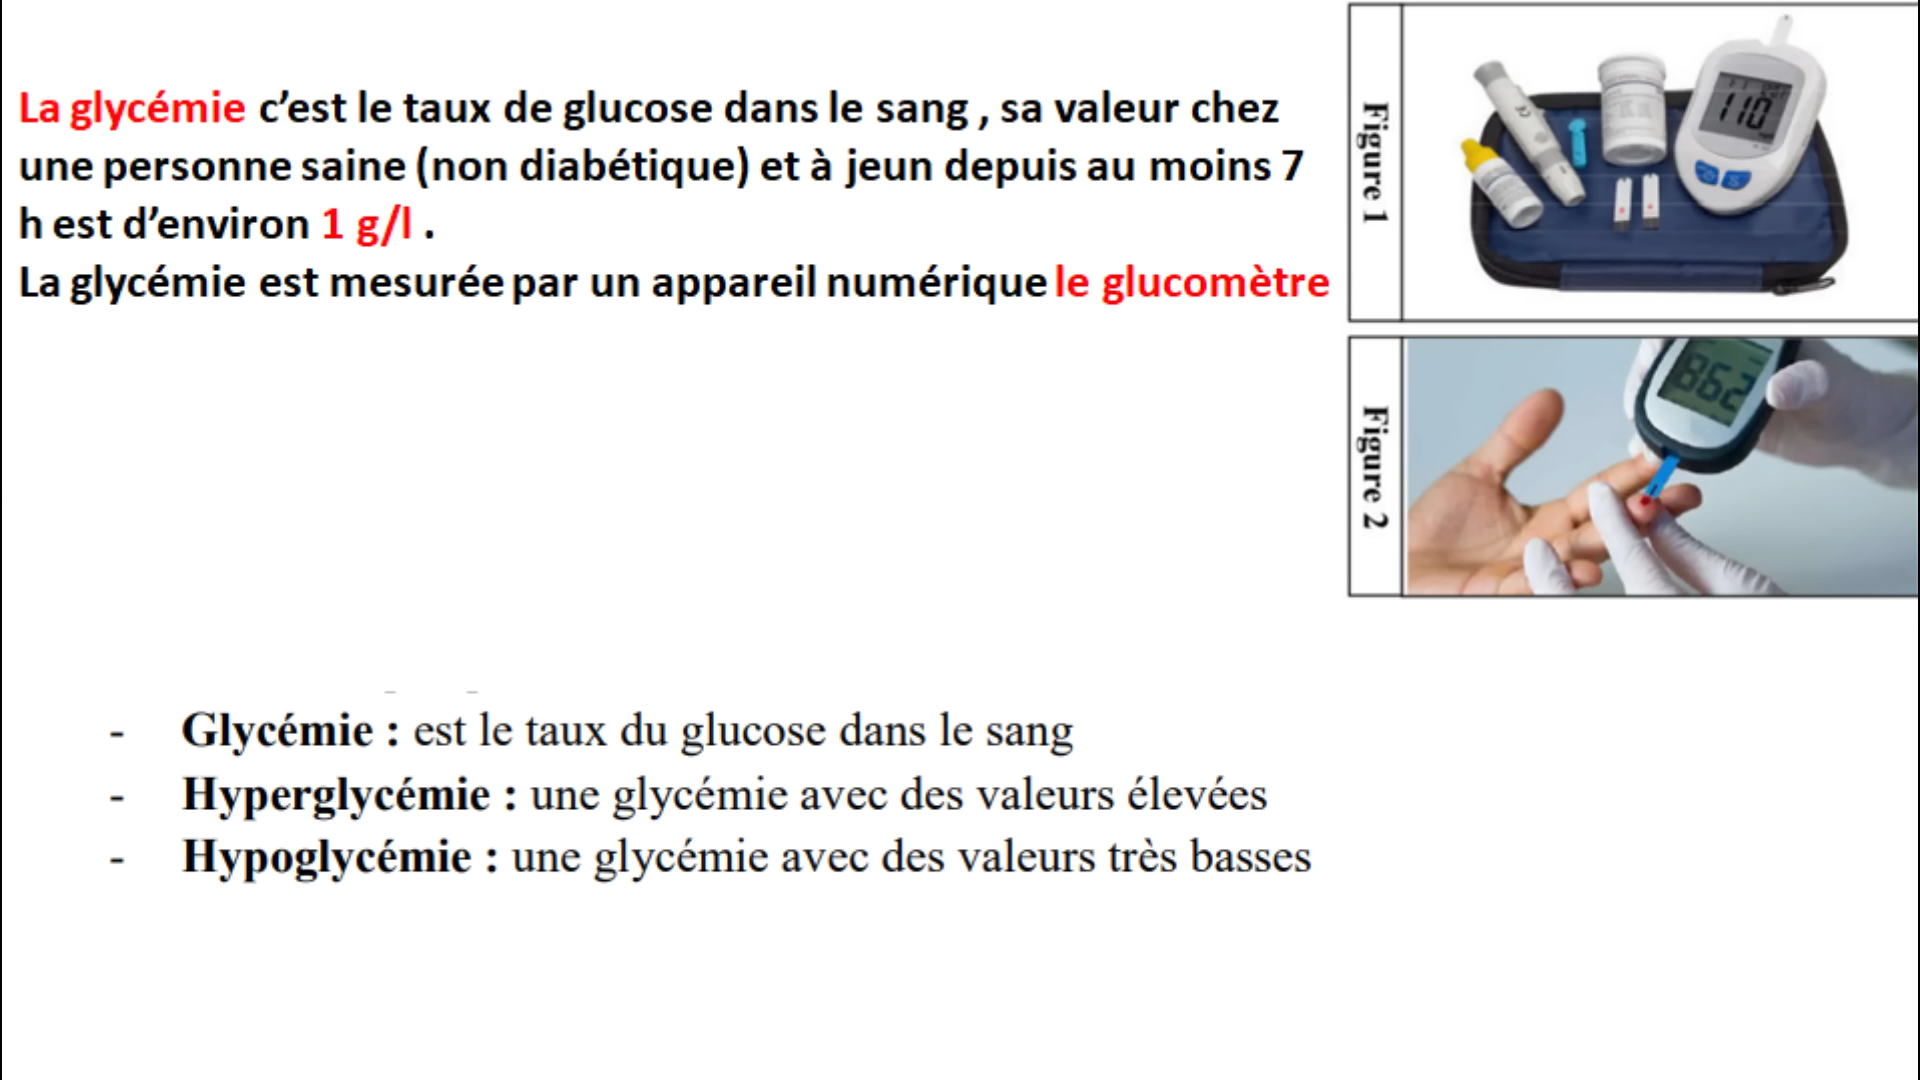 La glycémie c’est le taux de glucose dans le sang , sa valeur chez
une personne saine (non diabétique) et à jeun depuis au moins 7
h est d’environ 1 g/l .
La glycémie est mesurée par un appareil numérique le glucomètre
Figure 1
110
Figure 2
- Glycémie : est le taux du glucose dans le sang
- Hyperglycémie : une glycémie avec des valeurs élevées
- Hypoglycémie : une glycémie avec des valeurs très basses